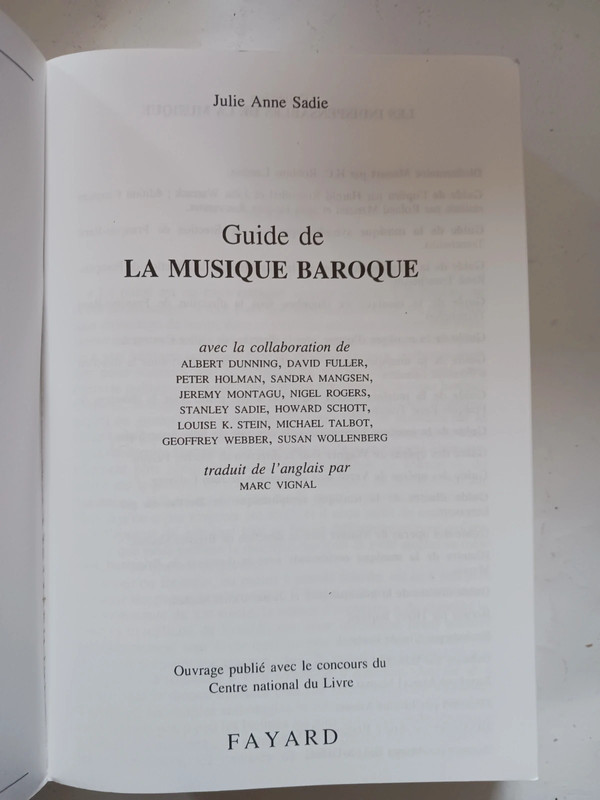 Julie Anne Sadie
Guide de
LA MUSIQUE BAROQUE
avec la collaboration de
ALBERT DUNNING, DAVID FULLER,
PETER HOLMAN, SANDRA MANGSEN,
JEREMY MONTAGU, NIGEL ROGERS,
STANLEY SADIE, HOWARD SCHOTT,
LOUISE K. STEIN, MICHAEL TALBOT,
GEOFFREY WEBBER, SUSAN WOLLENBERG
traduit de l'anglais par
MARC VIGNAL
Ouvrage publié avec le concours du
Centre national du Livre
FAYARD